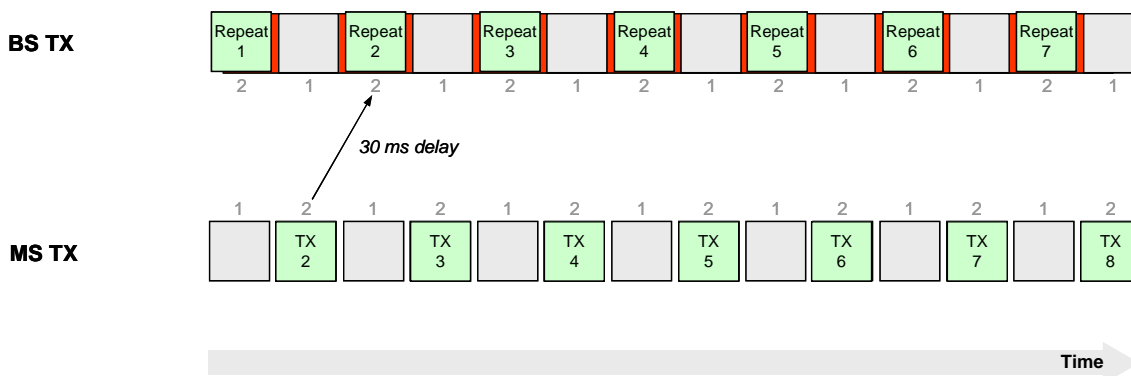 BS TX
Repeat 1
Repeat 2
Repeat 3
Repeat 4
Repeat 5
Repeat 6
Repeat 7
2 1 2 1 2 1 2 1 2 1 2 1 2 1
30 ms delay
1 2 1 2 1 2 1 2 1 2 1 2 1 2
MS TX
TX 2
TX 3
TX 4
TX 5
TX 6
TX 7
TX 8
Time